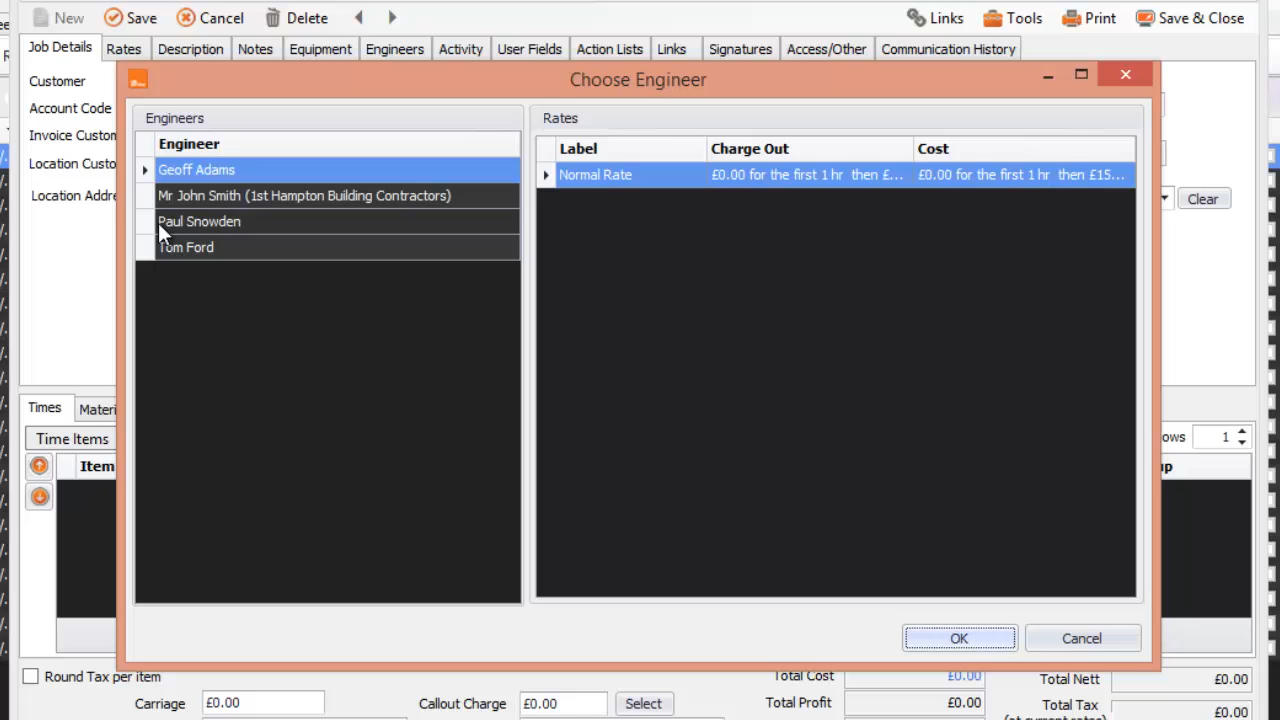 New Save Cancel Delete Links Tools Print Save & Close
Job Details Rates Description Notes Equipment Engineers Activity User Fields Action Lists Links Signatures Access/Other Communication History
Customer
Choose Engineer
Account Code
Engineers
Rates
Invoice Custom
Engineer
Label Charge Out Cost
Location Custo
Geoff Adams
Normal Rate £0.00 for the first 1 hr then £... £0.00 for the first 1 hr then £15...
Location Addre
Mr John Smith (1st Hampton Building Contractors)
Clear
Paul Snowden
Tom Ford
Times Materi
Time Items
ows 1
Item
up
OK Cancel
Round Tax per item
Total Cost £0.00
Total Nett £0.00
Carriage £0.00
Callout Charge £0.00 Select
Total Profit £0.00
Total Tax £0.00
(at current rates)